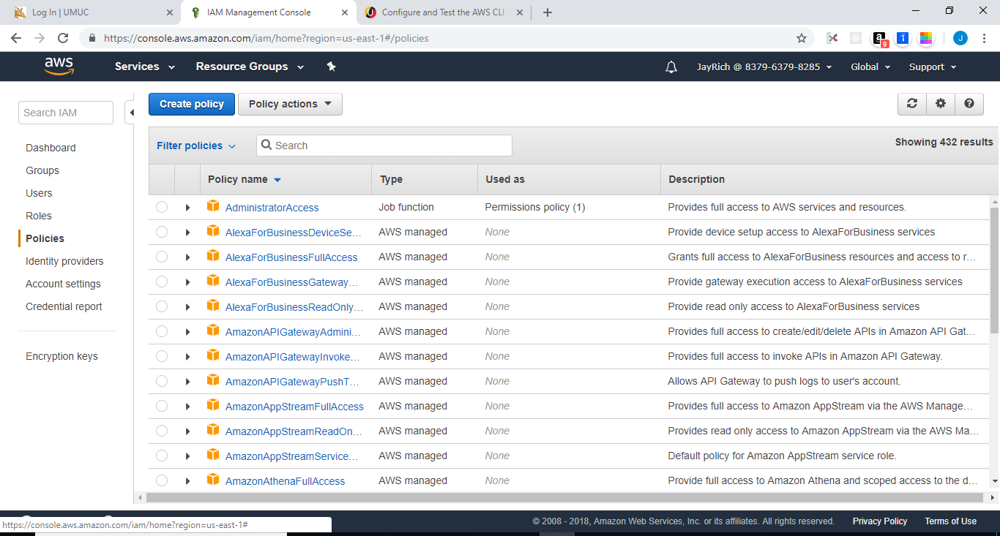 Log In | UMUC
IAM Management Console
Configure and Test the AWS CLI -
https://console.aws.amazon.com/iam/home?region=us-east-1#/policies
a
9
i
J
aws
Services
Resource Groups
JayRich @ 8379-6379-8285
Global
Support
Search IAM
Create policy
Policy actions
Dashboard
Groups
Users
Roles
Policies
Identity providers
Account settings
Credential report
Encryption keys
Filter policies
Search
Showing 432 results
Policy name Type Used as Description
AdministratorAccess Job function Permissions policy (1) Provides full access to AWS services and resources.
AlexaForBusinessDeviceSe... AWS managed None Provide device setup access to AlexaForBusiness services
AlexaForBusinessFullAccess AWS managed None Grants full access to AlexaForBusiness resources and access to r...
AlexaForBusinessGateway... AWS managed None Provide gateway execution access to AlexaForBusiness services
AlexaForBusinessReadOnly... AWS managed None Provide read only access to AlexaForBusiness services
AmazonAPIGatewayAdmini... AWS managed None Provides full access to create/edit/delete APIs in Amazon API Gat...
AmazonAPIGatewayInvoke... AWS managed None Provides full access to invoke APIs in Amazon API Gateway.
AmazonAPIGatewayPushT... AWS managed None Allows API Gateway to push logs to user's account.
AmazonAppStreamFullAccess AWS managed None Provides full access to Amazon AppStream via the AWS Manage...
AmazonAppStreamReadOn... AWS managed None Provides read only access to Amazon AppStream via the AWS Ma...
AmazonAppStreamService... AWS managed None Default policy for Amazon AppStream service role.
AmazonAthenaFullAccess AWS managed None Provide full access to Amazon Athena and scoped access to the d...
https://console.aws.amazon.com/iam/home?region=us-east-1#
© 2008 - 2018, Amazon Web Services, Inc. or its affiliates. All rights reserved. Privacy Policy Terms of Use